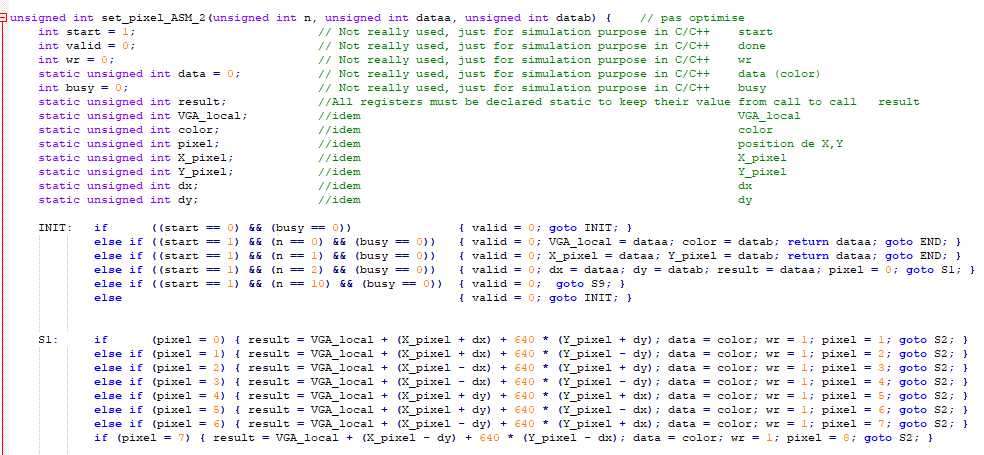 unsigned int set_pixel_ASM_2(unsigned int n, unsigned int dataa, unsigned int datab) { // pas optimise
int start = 1; // Not really used, just for simulation purpose in C/C++ start
int valid = 0; // Not really used, just for simulation purpose in C/C++ done
int wr = 0; // Not really used, just for simulation purpose in C/C++ wr
static unsigned int data = 0; // Not really used, just for simulation purpose in C/C++ data (color)
int busy = 0; // Not really used, just for simulation purpose in C/C++ busy
static unsigned int result; //All registers must be declared static to keep their value from call to call result
static unsigned int VGA_local; //idem VGA_local
static unsigned int color; //idem color
static unsigned int pixel; //idem position de X,Y
static unsigned int X_pixel; //idem X_pixel
static unsigned int Y_pixel; //idem Y_pixel
static unsigned int dx; //idem dx
static unsigned int dy; //idem dy
INIT: if ((start == 0) && (busy == 0)) { valid = 0; goto INIT; }
else if ((start == 1) && (n == 0) && (busy == 0)) { valid = 0; VGA_local = dataa; color = datab; return dataa; goto END; }
else if ((start == 1) && (n == 1) && (busy == 0)) { valid = 0; X_pixel = dataa; Y_pixel = datab; return dataa; goto END; }
else if ((start == 1) && (n == 2) && (busy == 0)) { valid = 0; dx = dataa; dy = datab; result = dataa; pixel = 0; goto S1; }
else if ((start == 1) && (n == 10) && (busy == 0)) { valid = 0; goto S9; }
else { valid = 0; goto INIT; }
S1: if (pixel = 0) { result = VGA_local + (X_pixel + dx) + 640 * (Y_pixel + dy); data = color; wr = 1; pixel = 1; goto S2; }
else if (pixel = 1) { result = VGA_local + (X_pixel + dx) + 640 * (Y_pixel - dy); data = color; wr = 1; pixel = 2; goto S2; }
else if (pixel = 2) { result = VGA_local + (X_pixel - dx) + 640 * (Y_pixel + dy); data = color; wr = 1; pixel = 3; goto S2; }
else if (pixel = 3) { result = VGA_local + (X_pixel - dx) + 640 * (Y_pixel - dy); data = color; wr = 1; pixel = 4; goto S2; }
else if (pixel = 4) { result = VGA_local + (X_pixel + dy) + 640 * (Y_pixel + dx); data = color; wr = 1; pixel = 5; goto S2; }
else if (pixel = 5) { result = VGA_local + (X_pixel + dy) + 640 * (Y_pixel - dx); data = color; wr = 1; pixel = 6; goto S2; }
else if (pixel = 6) { result = VGA_local + (X_pixel - dy) + 640 * (Y_pixel + dx); data = color; wr = 1; pixel = 7; goto S2; }
if (pixel = 7) { result = VGA_local + (X_pixel - dy) + 640 * (Y_pixel - dx); data = color; wr = 1; pixel = 8; goto S2; }